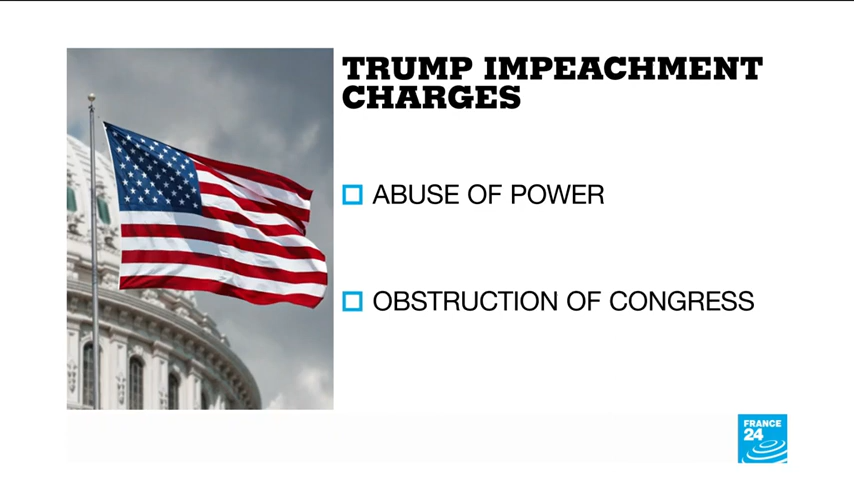 TRUMP IMPEACHMENT
CHARGES
ABUSE OF POWER
OBSTRUCTION OF CONGRESS
FRANCE
24